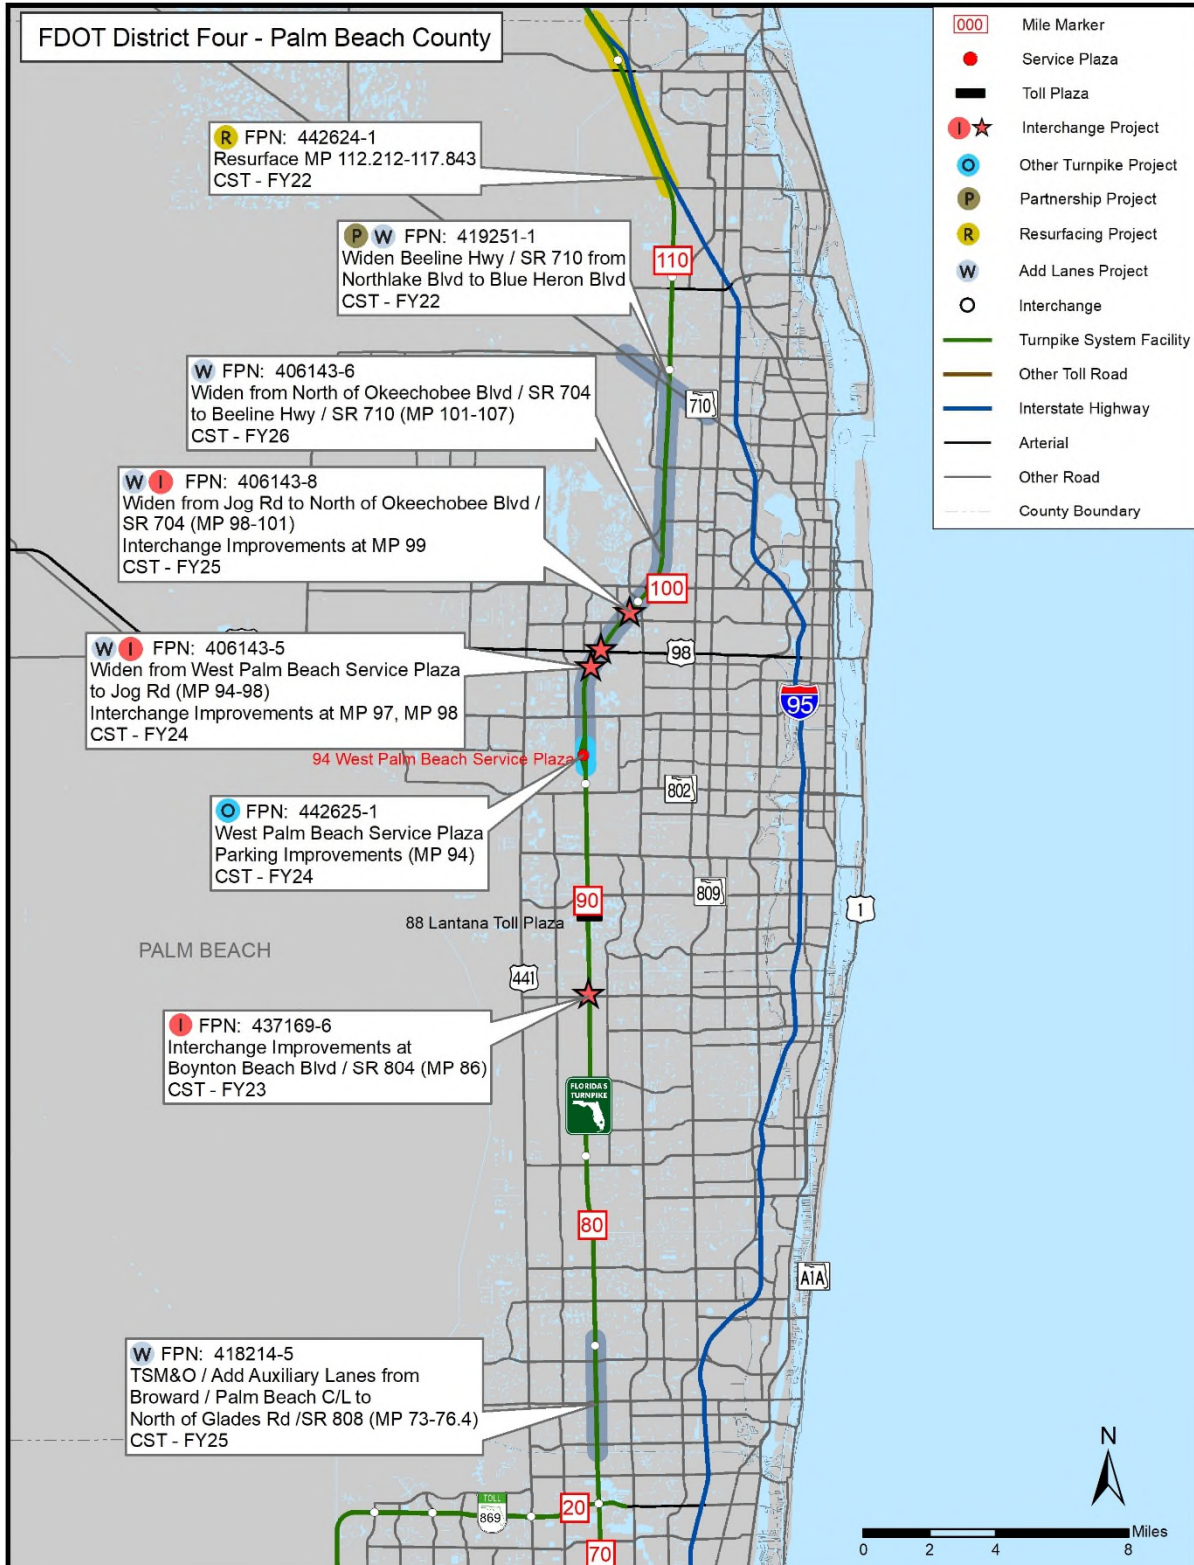 FDOT District Four - Palm Beach County
000 Mile Marker
Service Plaza
Toll Plaza
I Interchange Project
O Other Turnpike Project
P Partnership Project
R Resurfacing Project
W Add Lanes Project
Interchange
Turnpike System Facility
Other Toll Road
Interstate Highway
Arterial
Other Road
County Boundary
R FPN: 442624-1
Resurface MP 112.212-117.843
CST - FY22
P W FPN: 419251-1
Widen Beeline Hwy / SR 710 from
Northlake Blvd to Blue Heron Blvd
CST - FY22
110
W FPN: 406143-6
Widen from North of Okeechobee Blvd / SR 704
to Beeline Hwy / SR 710 (MP 101-107)
CST - FY26
710
W I FPN: 406143-8
Widen from Jog Rd to North of Okeechobee Blvd /
SR 704 (MP 98-101)
Interchange Improvements at MP 99
CST - FY25
100
W I FPN: 406143-5
Widen from West Palm Beach Service Plaza
to Jog Rd (MP 94-98)
Interchange Improvements at MP 97, MP 98
CST - FY24
98
95
94 West Palm Beach Service Plaza
802
O FPN: 442625-1
West Palm Beach Service Plaza
Parking Improvements (MP 94)
CST - FY24
809
90
1
88 Lantana Toll Plaza
PALM BEACH
441
I FPN: 437169-6
Interchange Improvements at
Boynton Beach Blvd / SR 804 (MP 86)
CST - FY23
FLORIDA'S
TURNPIKE
80
A1A
W FPN: 418214-5
TSM&O / Add Auxiliary Lanes from
Broward / Palm Beach C/L to
North of Glades Rd /SR 808 (MP 73-76.4)
CST - FY25
N
TOLL
869
20
70
Miles
0 2 4 8